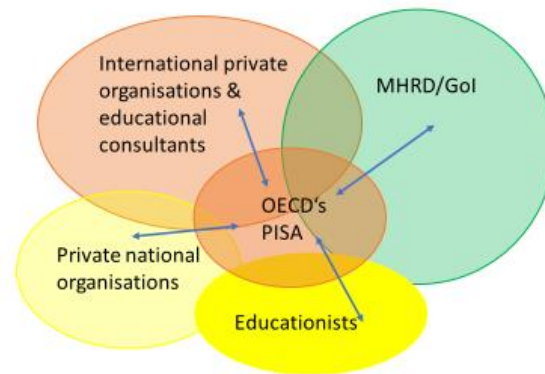 International private
organisations &
educational
consultants
MHRD/GoI
OECD's
PISA
Private national
organisations
Educationists